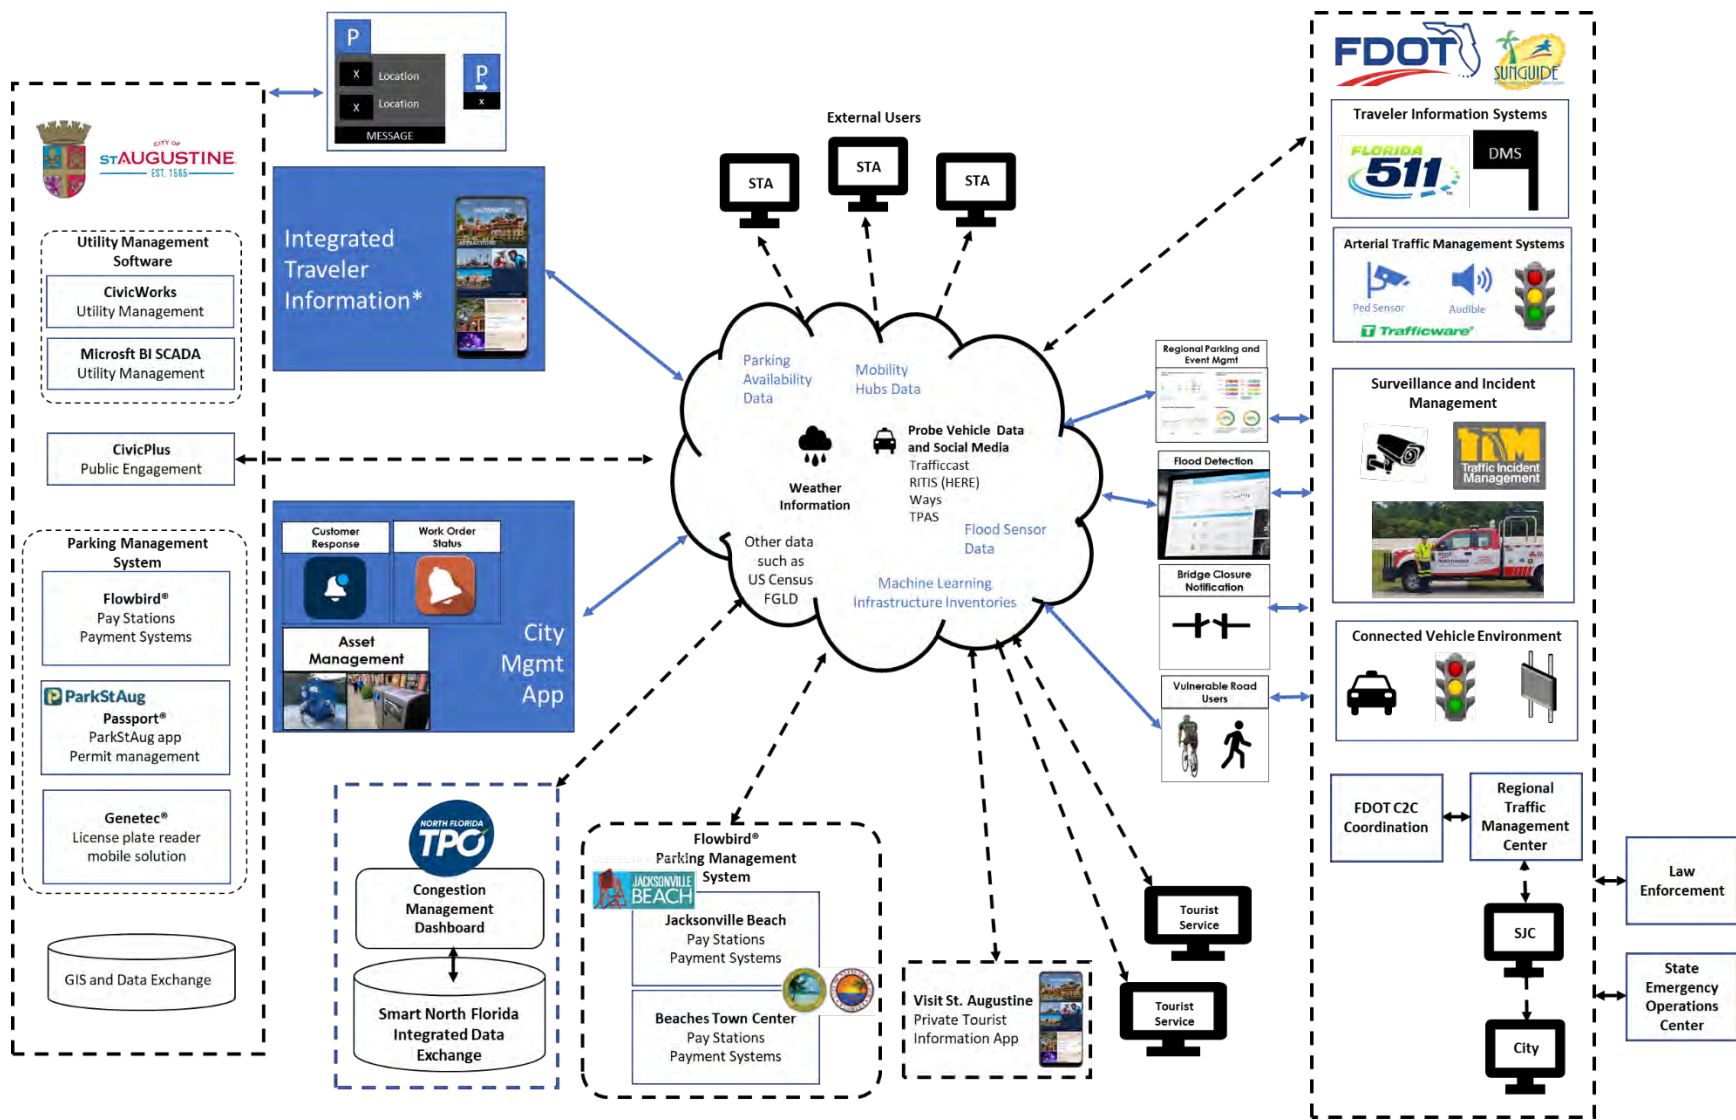 P
X Location
X Location
MESSAGE
P
X
CITY OF
STAUGUSTINE
EST. 1565
Utility Management
Software
CivicWorks
Utility Management
Microsft BI SCADA
Utility Management
CivicPlus
Public Engagement
Parking Management
System
Flowbird®
Pay Stations
Payment Systems
P ParkStAug
Passport®
ParkStAug app
Permit management
Genetec®
License plate reader
mobile solution
GIS and Data Exchange
Integrated
Traveler
Information*
Customer
Response
Work Order
Status
Asset
Management
City
Mgmt
App
NORTH FLORIDA
TPO
Congestion
Management
Dashboard
Smart North Florida
Integrated Data
Exchange
External Users
STA
STA
STA
Parking
Availability
Data
Mobility
Hubs Data
Weather
Information
Probe Vehicle Data
and Social Media
Trafficcast
RITIS (HERE)
Ways
TPAS
Flood Sensor
Data
Other data
such as
US Census
FGLD
Machine Learning
Infrastructure Inventories
Flowbird®
Parking Management
System
JACKSONVILLE
BEACH
Jacksonville Beach
Pay Stations
Payment Systems
Beaches Town Center
Pay Stations
Payment Systems
Visit St. Augustine
Private Tourist
Information App
Tourist
Service
Tourist
Service
Regional Parking and
Event Mgmt
Flood Detection
Bridge Closure
Notification
Vulnerable Road
Users
FDOT
SUNGUIDE
Traveler Information Systems
FLORIDA
511
DMS
Arterial Traffic Management Systems
Ped Sensor
Audible
Trafficware
Surveillance and Incident
Management
TIM
Traffic Incident
Management
Connected Vehicle Environment
FDOT C2C
Coordination
Regional
Traffic
Management
Center
SJC
City
Law
Enforcement
State
Emergency
Operations
Center